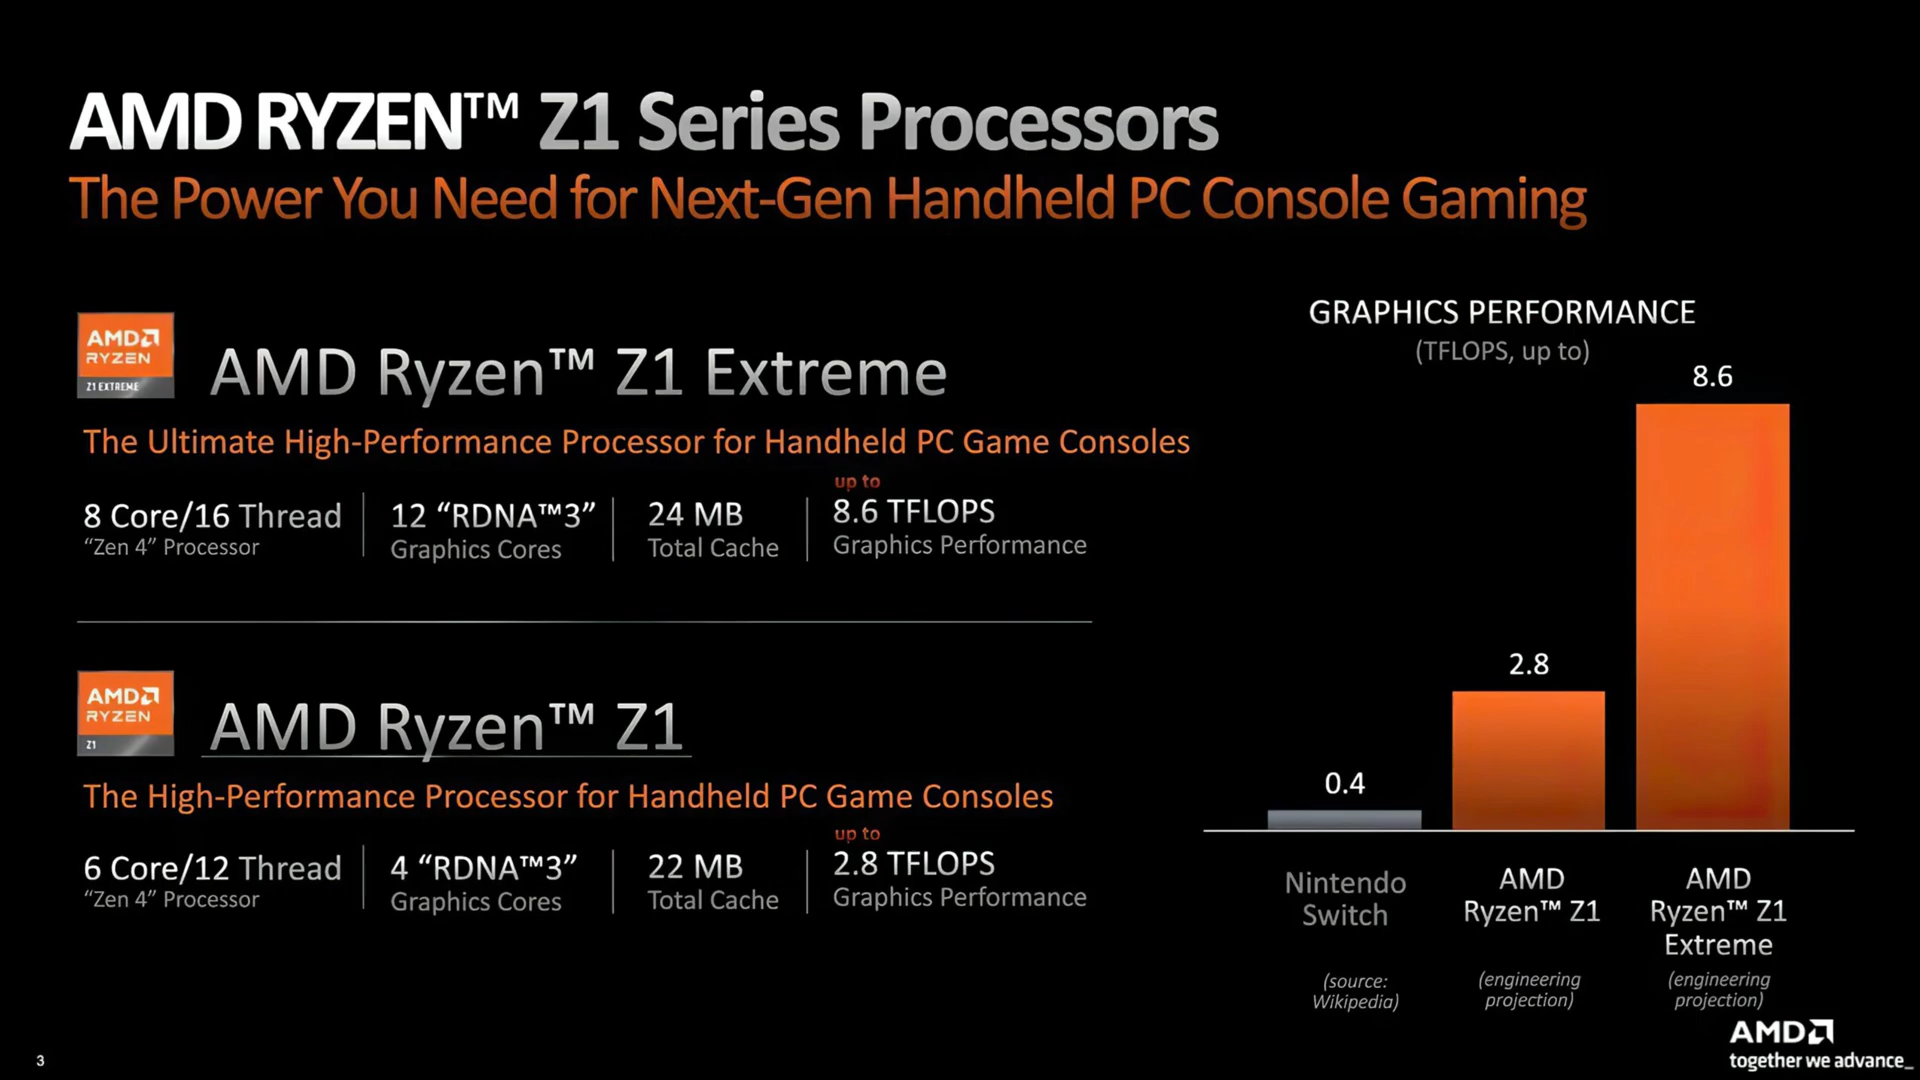 AMD RYZEN™ Z1 Series Processors
The Power You Need for Next-Gen Handheld PC Console Gaming
AMD
RYZEN
Z1 EXTREME
AMD Ryzen™ Z1 Extreme
The Ultimate High-Performance Processor for Handheld PC Game Consoles
8 Core/16 Thread
“Zen 4” Processor
12 “RDNA™3”
Graphics Cores
24 MB
Total Cache
up to
8.6 TFLOPS
Graphics Performance
AMD
RYZEN
Z1
AMD Ryzen™ Z1
The High-Performance Processor for Handheld PC Game Consoles
6 Core/12 Thread
“Zen 4” Processor
4 “RDNA™3”
Graphics Cores
22 MB
Total Cache
up to
2.8 TFLOPS
Graphics Performance
GRAPHICS PERFORMANCE
(TFLOPS, up to)
0.4
2.8
8.6
Nintendo
Switch
(source:
Wikipedia)
AMD
Ryzen™ Z1
(engineering
projection)
AMD
Ryzen™ Z1
Extreme
(engineering
projection)
3
AMD
together we advance_